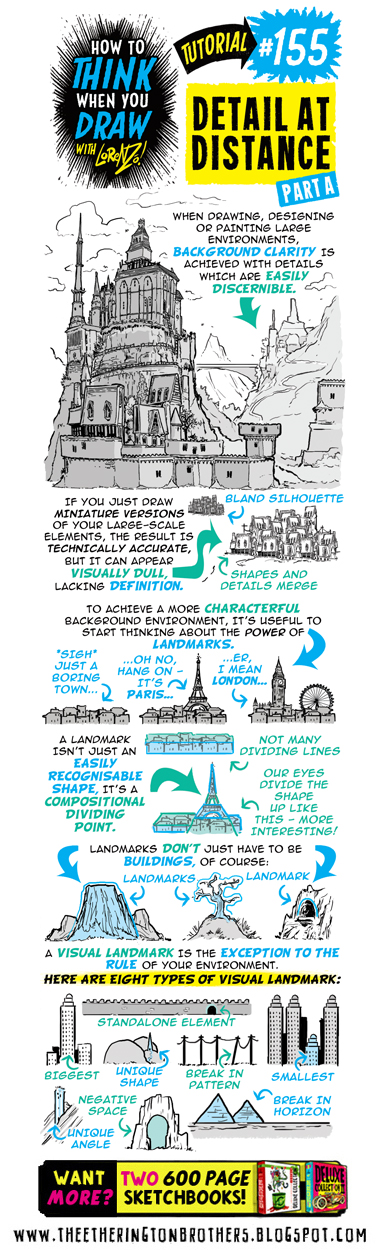 HOW TO
THINK
WHEN YOU
DRAW
WITH LORENZO!
TUTORIAL
#155
DETAIL AT
DISTANCE
PART A
WHEN DRAWING, DESIGNING
OR PAINTING LARGE
ENVIRONMENTS,
BACKGROUND CLARITY IS
ACHIEVED WITH DETAILS
WHICH ARE EASILY
DISCERNIBLE.
IF YOU JUST DRAW
MINIATURE VERSIONS
OF YOUR LARGE-SCALE
ELEMENTS, THE RESULT IS
TECHNICALLY ACCURATE,
BUT IT CAN APPEAR
VISUALLY DULL,
LACKING DEFINITION.
BLAND SILHOUETTE
SHAPES AND
DETAILS MERGE
TO ACHIEVE A MORE CHARACTERFUL
BACKGROUND ENVIRONMENT, IT'S USEFUL TO
START THINKING ABOUT THE POWER OF
LANDMARKS.
*SIGH*
JUST A
BORING
TOWN...
...OH NO,
HANG ON -
IT'S
PARIS...
...ER,
I MEAN
LONDON...
A LANDMARK
ISN'T JUST AN
EASILY
RECOGNISABLE
SHAPE, IT'S A
COMPOSITIONAL
DIVIDING
POINT.
NOT MANY
DIVIDING LINES
OUR EYES
DIVIDE THE
SHAPE
UP LIKE
THIS - MORE
INTERESTING!
LANDMARKS DON'T JUST HAVE TO BE
BUILDINGS, OF COURSE:
LANDMARKS
LANDMARK
A VISUAL LANDMARK IS THE EXCEPTION TO THE
RULE OF YOUR ENVIRONMENT.
HERE ARE EIGHT TYPES OF VISUAL LANDMARK:
STANDALONE ELEMENT
BIGGEST
UNIQUE
SHAPE
BREAK IN
PATTERN
SMALLEST
UNIQUE
ANGLE
NEGATIVE
SPACE
BREAK IN
HORIZON
WANT
MORE?
TWO 600 PAGE
SKETCHBOOKS!
DELUXE
COLLECTION
WWW.THEETHERINGTONBROTHERS.BLOGSPOT.COM